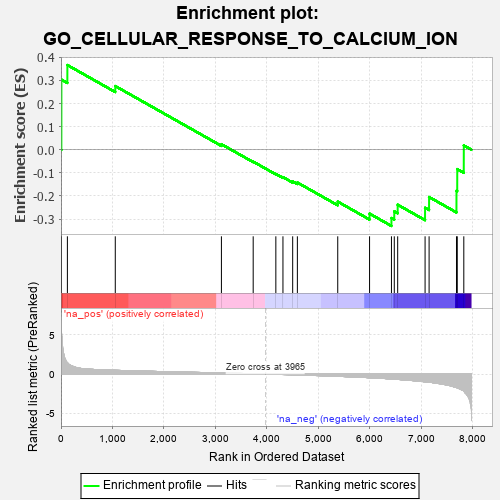 Enrichment plot:
GO_CELLULAR_RESPONSE_TO_CALCIUM_ION
Enrichment score (ES)
0.4
0.3
0.2
0.1
0.0
-0.1
-0.2
-0.3
'na_pos' (positively correlated)
Ranked list metric (PreRanked)
5
0
-5
Zero cross at 3965
'na_neg' (negatively correlated)
0 1,000 2,000 3,000 4,000 5,000 6,000 7,000 8,000
Rank in Ordered Dataset
Enrichment profile Hits Ranking metric scores